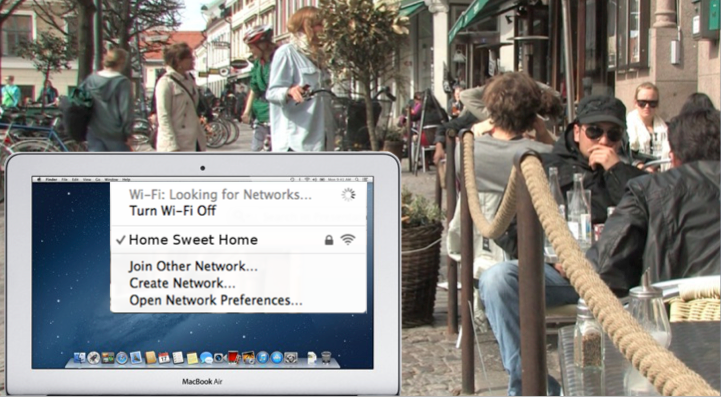 Wi-Fi: Looking for Networks...
Turn Wi-Fi Off
Home Sweet Home
Join Other Network...
Create Network...
Open Network Preferences...
MacBook Air